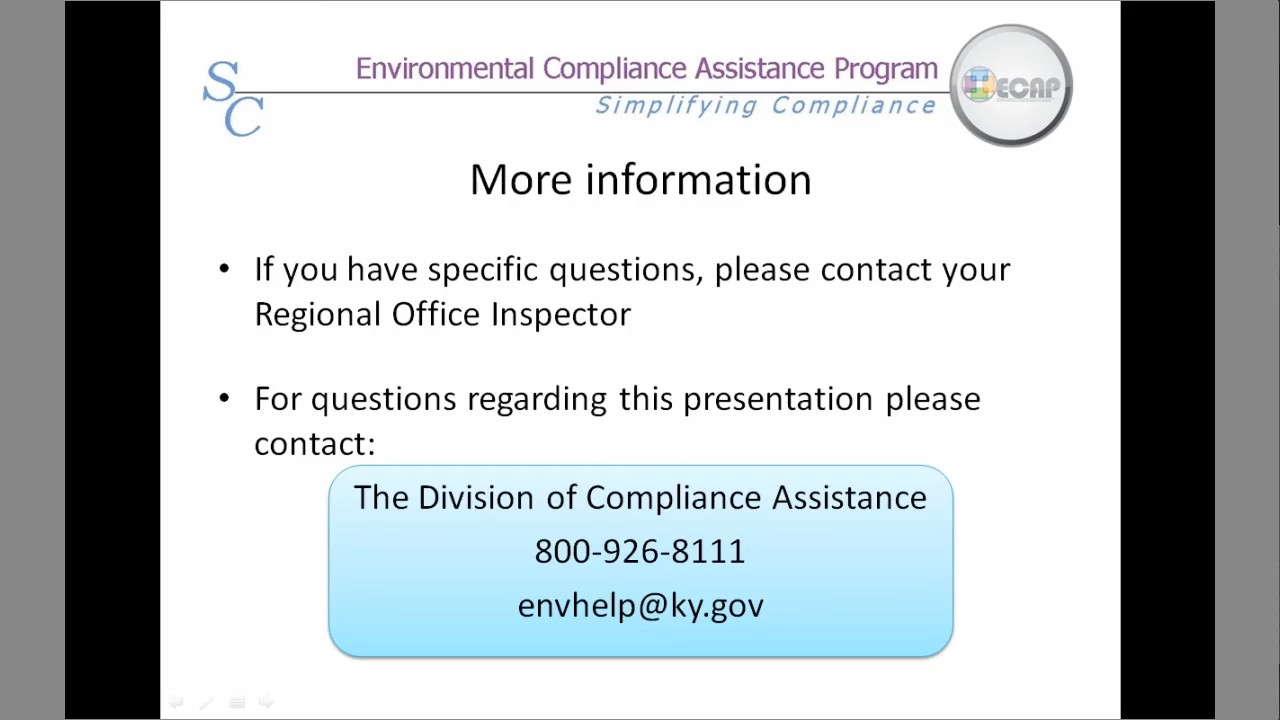 S
C
Environmental Compliance Assistance Program
Simplifying Compliance
ECAP
More information
• If you have specific questions, please contact your
Regional Office Inspector
• For questions regarding this presentation please
contact:
The Division of Compliance Assistance
800-926-8111
envhelp@ky.gov